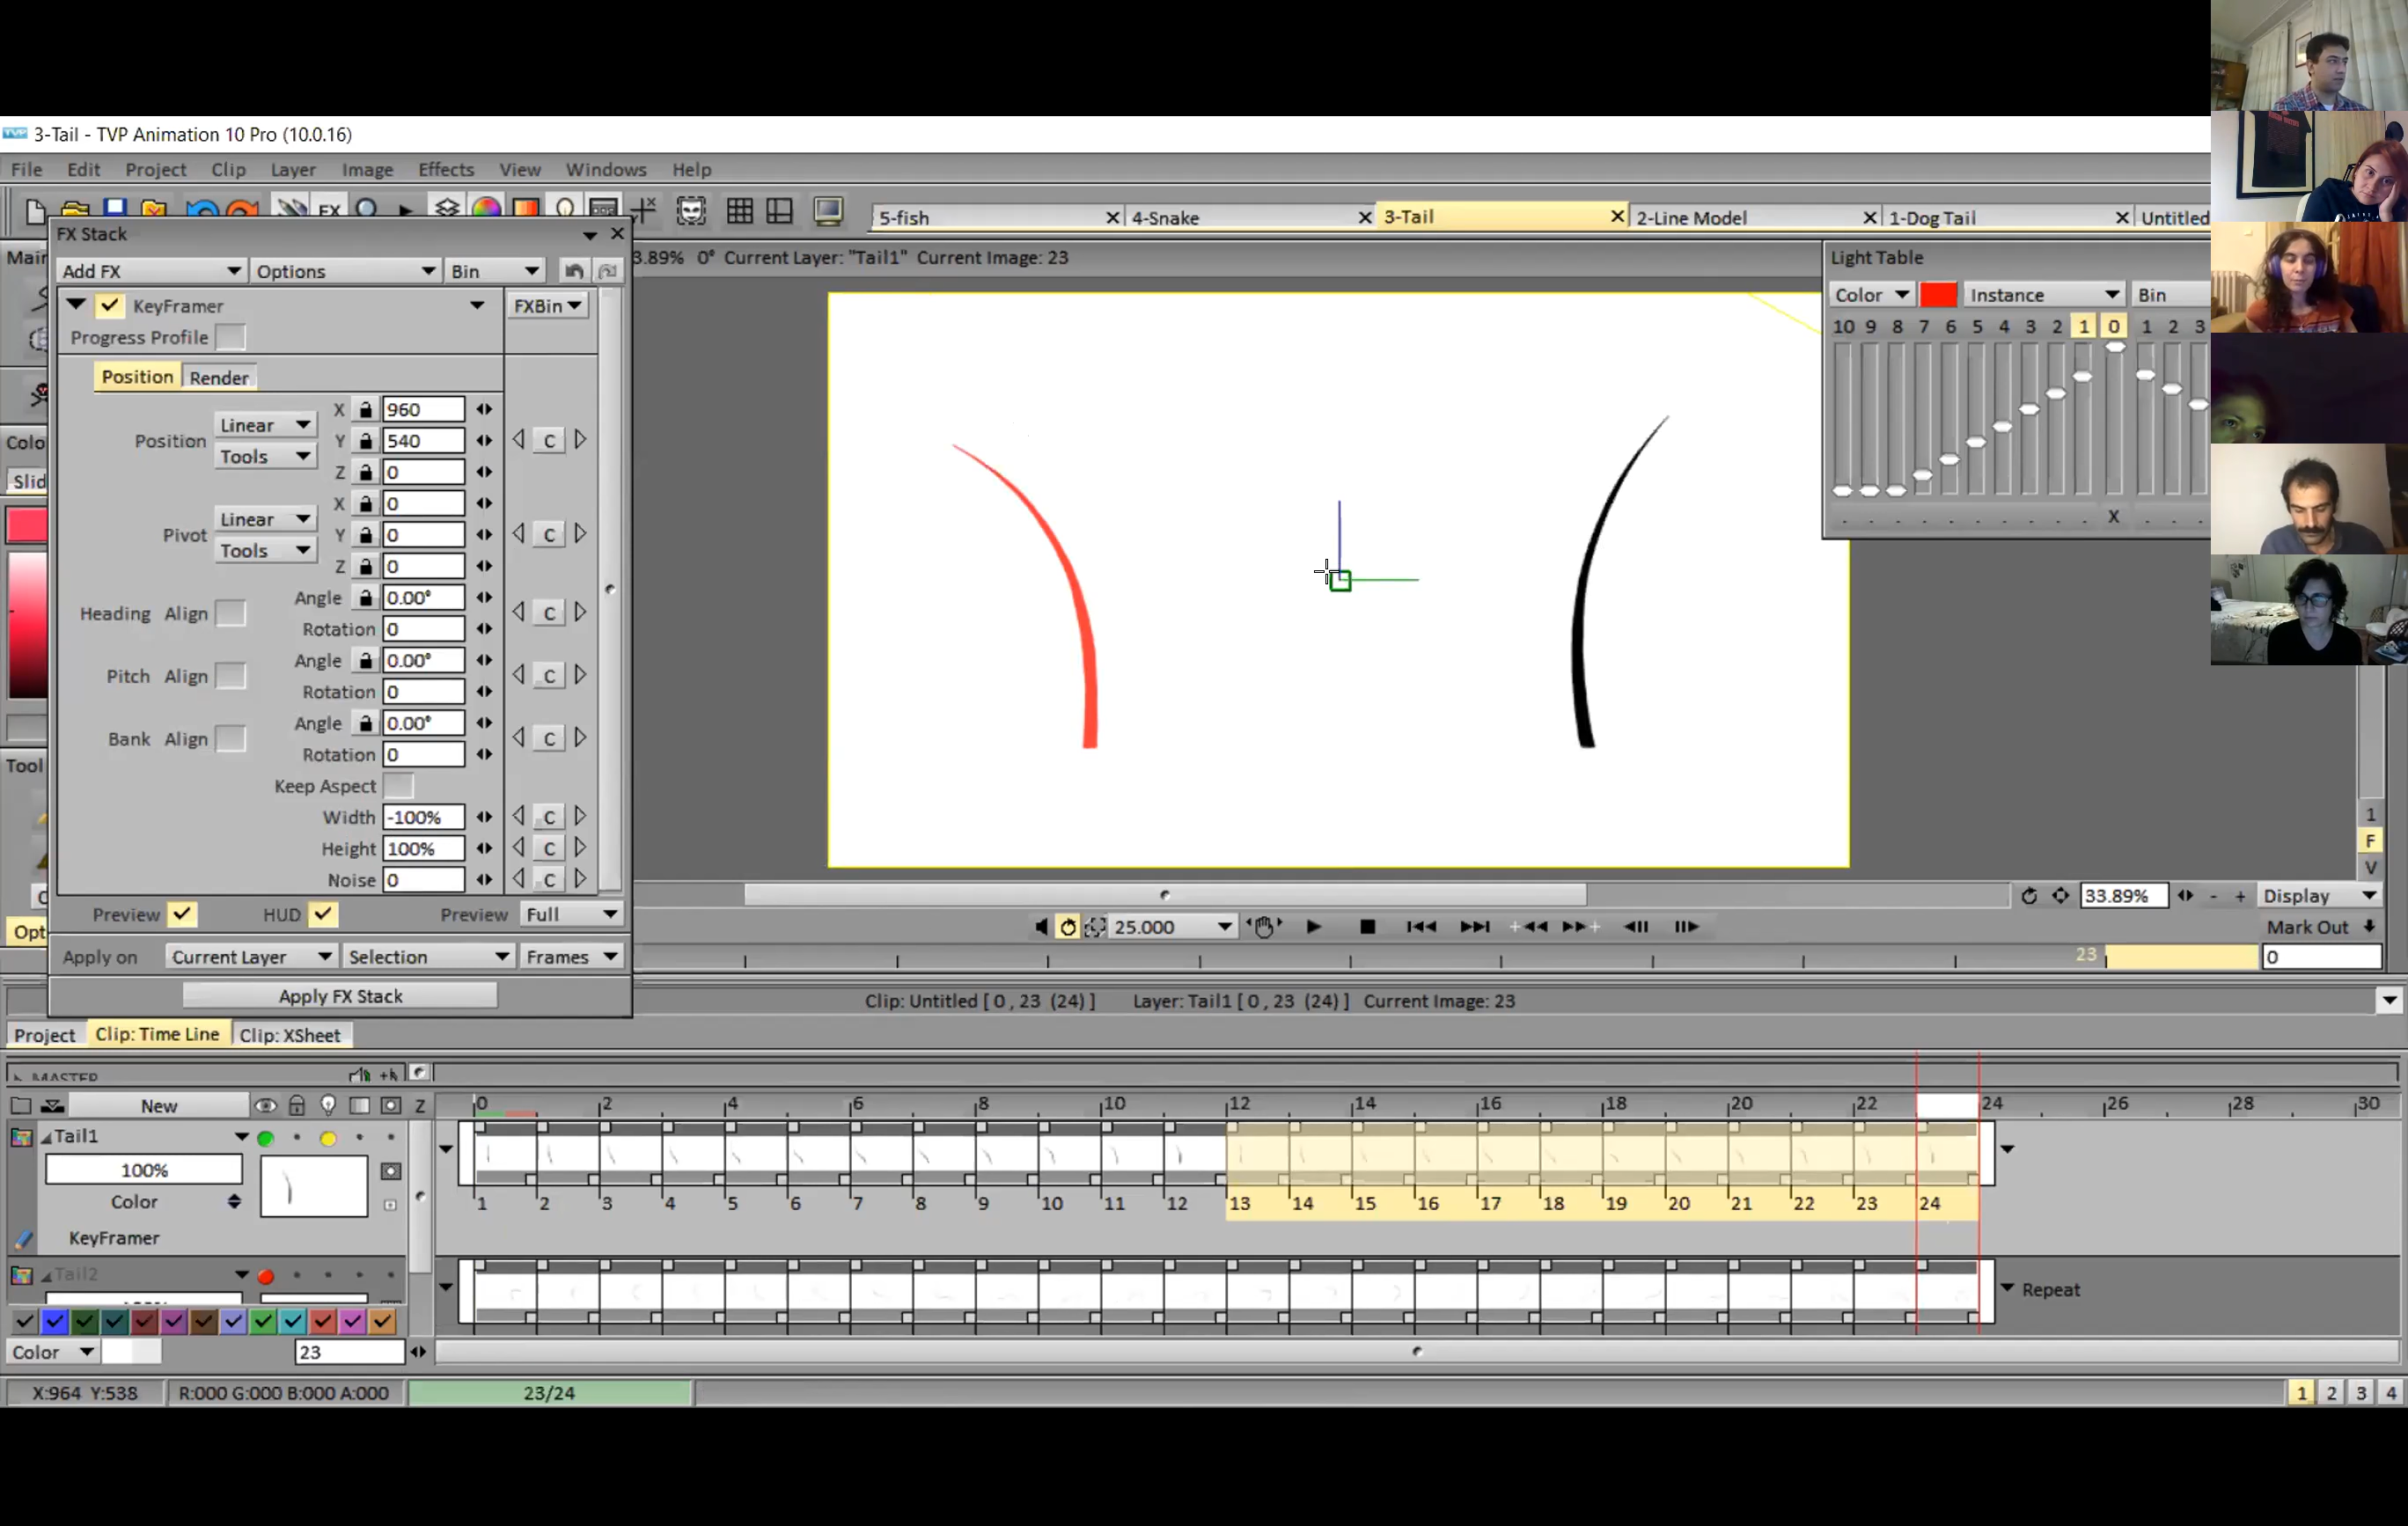 3-Tail - TVP Animation 10 Pro (10.0.16)
File Edit Project Clip Layer Image Effects View Windows Help
FX
5-fish 4-Snake 3-Tail 2-Line Model 1-Dog Tail Untitled
FX Stack
3.89% 0° Current Layer: "Tail1" Current Image: 23
Light Table
Add FX Options Bin
KeyFramer FXBin
Progress Profile
Color Instance Bin
10 9 8 7 6 5 4 3 2 1 0 1 2 3
X
Position Render
X 960
Position Linear Y 540 C
Tools Z 0
X 0
Pivot Linear Y 0 C
Tools Z 0
Heading Align Angle 0.00° C
Rotation 0
Pitch Align Angle 0.00° C
Rotation 0
Bank Align Angle 0.00° C
Rotation 0
Keep Aspect
Width -100% C
Height 100% C
Noise 0 C
Preview HUD Preview Full
Apply on Current Layer Selection Frames
Apply FX Stack
1
F
V
33.89% - + Display
25.000
Mark Out
23 0
Clip: Untitled [ 0 , 23 (24) ] Layer: Tail1 [ 0 , 23 (24) ] Current Image: 23
Project Clip: Time Line Clip: XSheet
MASTER
New Z 0 2 4 6 8 10 12 14 16 18 20 22 24 26 28 30
Tail1
100%
Color
1 2 3 4 5 6 7 8 9 10 11 12 13 14 15 16 17 18 19 20 21 22 23 24
KeyFramer
Tail2
Repeat
Color 23
X:964 Y:538 R:000 G:000 B:000 A:000 23/24 1 2 3 4